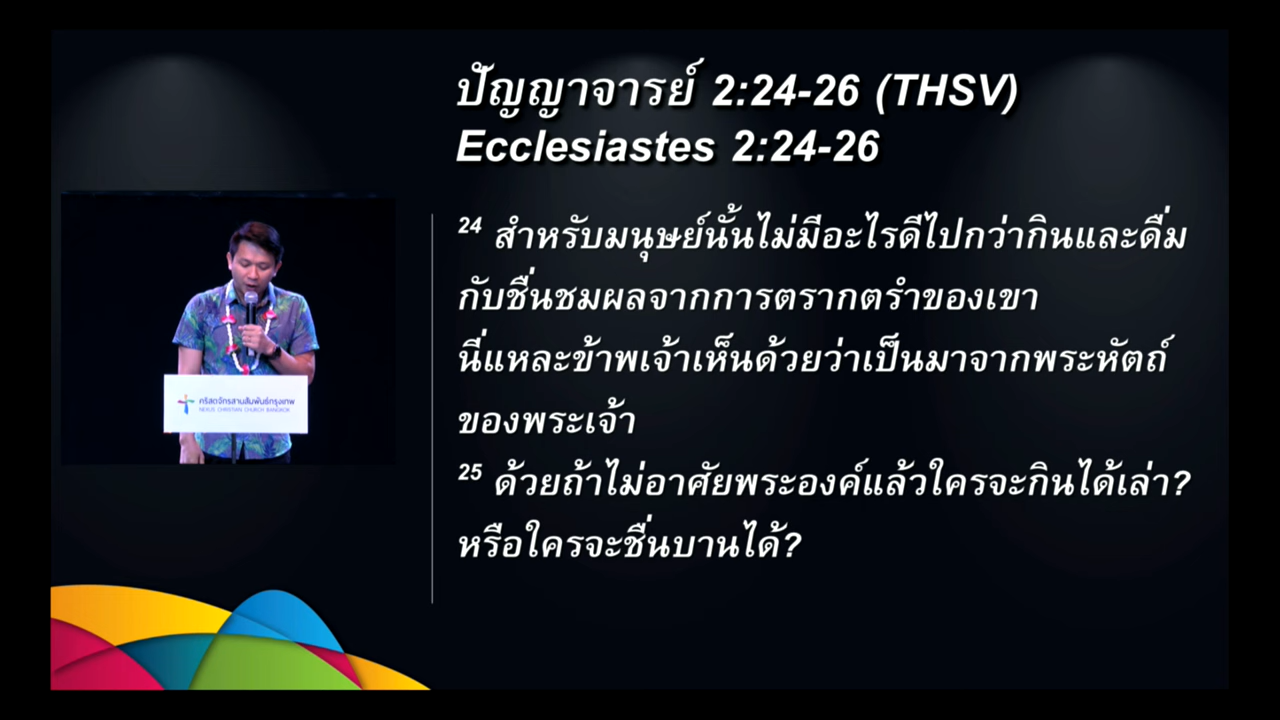 ปัญญาจารย์ 2:24-26 (THSV)
Ecclesiastes 2:24-26
24 สำหรับมนุษย์นั้นไม่มีอะไรดีไปกว่ากินและดื่ม
กับชื่นชมผลจากการตรากตรำของเขา
นี่แหละข้าพเจ้าเห็นด้วยว่าเป็นมาจากพระหัตถ์
ของพระเจ้า
25 ด้วยถ้าไม่อาศัยพระองค์แล้วใครจะกินได้เล่า?
หรือใครจะชื่นบานได้?
คริสตจักรสานสัมพันธ์กรุงเทพ
NEXUS CHRISTIAN CHURCH BANGKOK